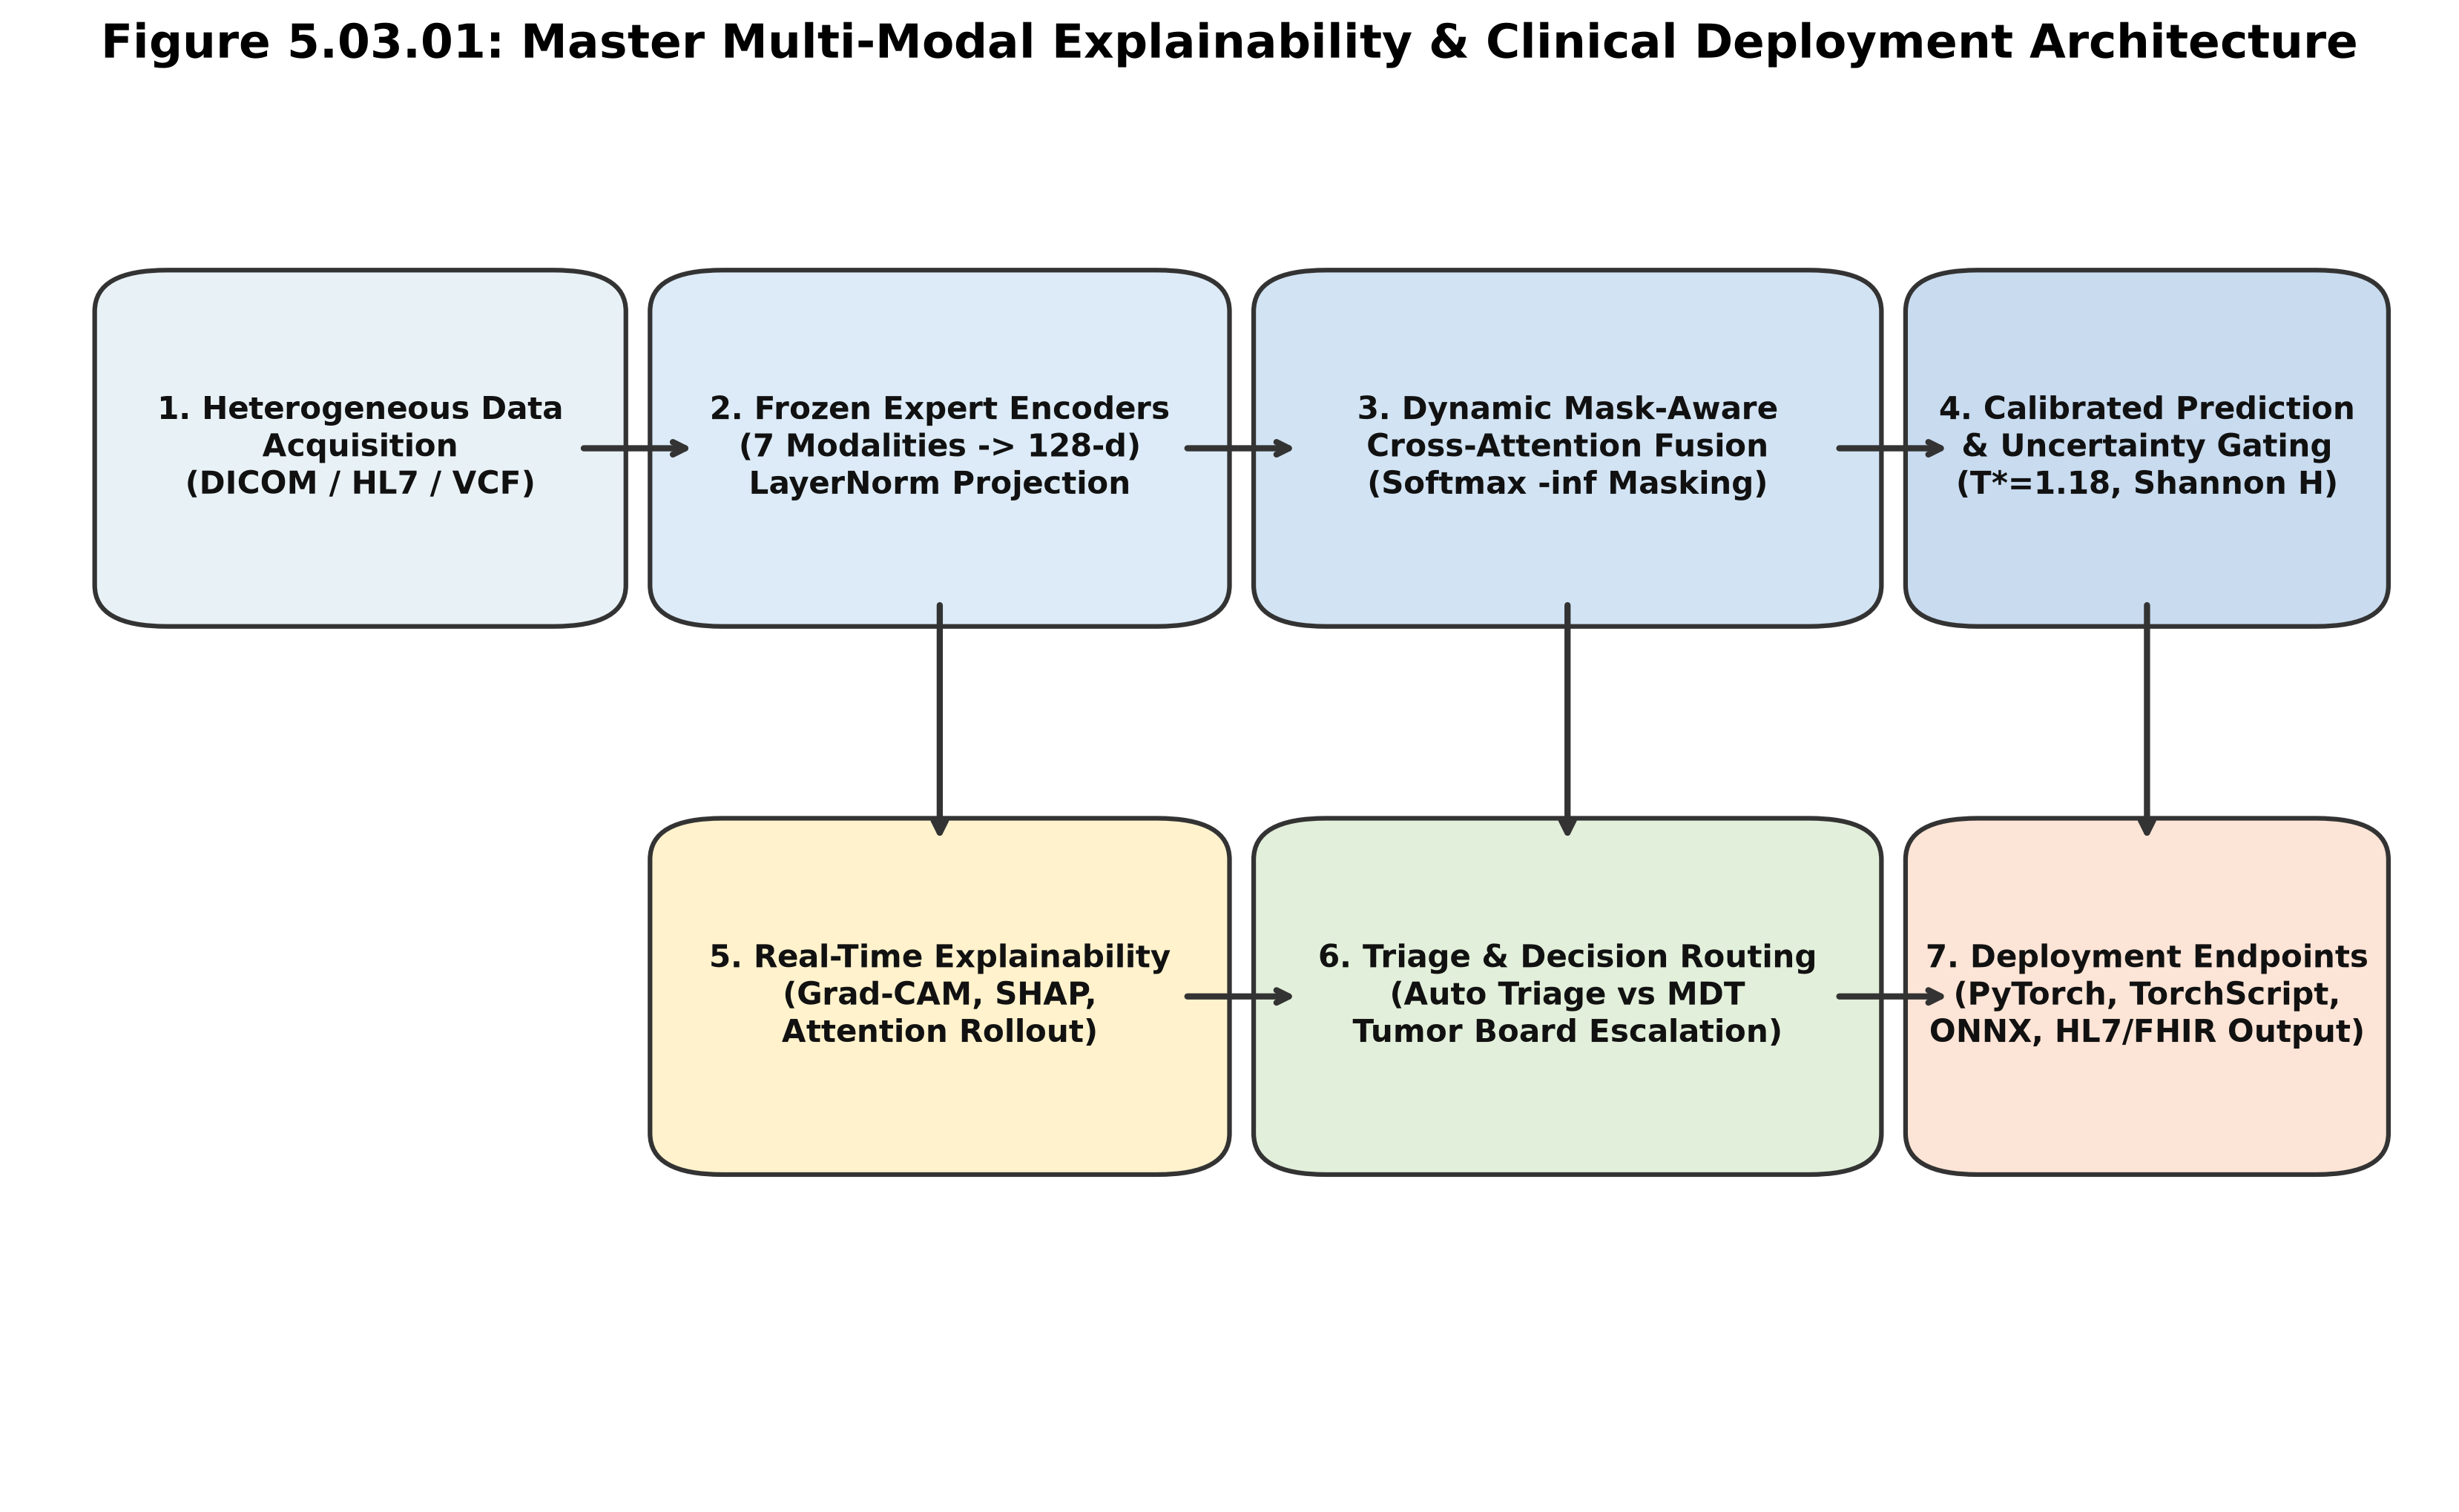 Figure 5.03.01: Master Multi-Modal Explainability & Clinical Deployment Architecture
1. Heterogeneous Data
Acquisition
(DICOM / HL7 / VCF)
2. Frozen Expert Encoders
(7 Modalities -> 128-d)
LayerNorm Projection
3. Dynamic Mask-Aware
Cross-Attention Fusion
(Softmax -inf Masking)
4. Calibrated Prediction
& Uncertainty Gating
(T*=1.18, Shannon H)
5. Real-Time Explainability
(Grad-CAM, SHAP,
Attention Rollout)
6. Triage & Decision Routing
(Auto Triage vs MDT
Tumor Board Escalation)
7. Deployment Endpoints
(PyTorch, TorchScript,
ONNX, HL7/FHIR Output)